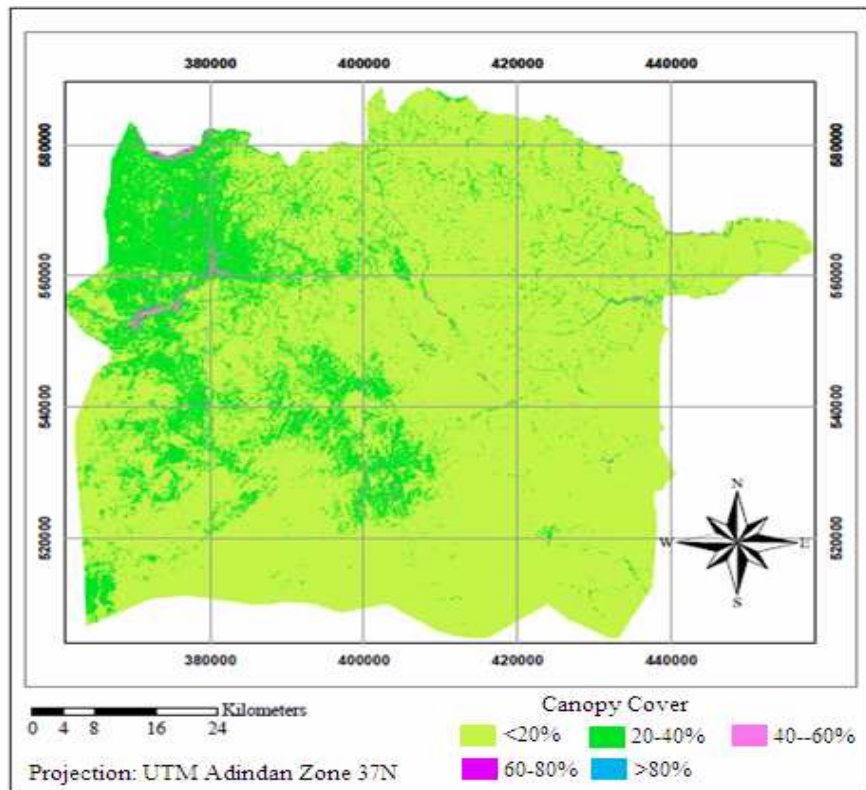 380000 400000 420000 440000
580000 580000
560000 560000
540000 540000
520000 520000
N
W E
S
380000 400000 420000 440000
Kilometers
0 4 8 16 24
Canopy Cover
<20% 20-40% 40--60%
60-80% >80%
Projection: UTM Adindan Zone 37N